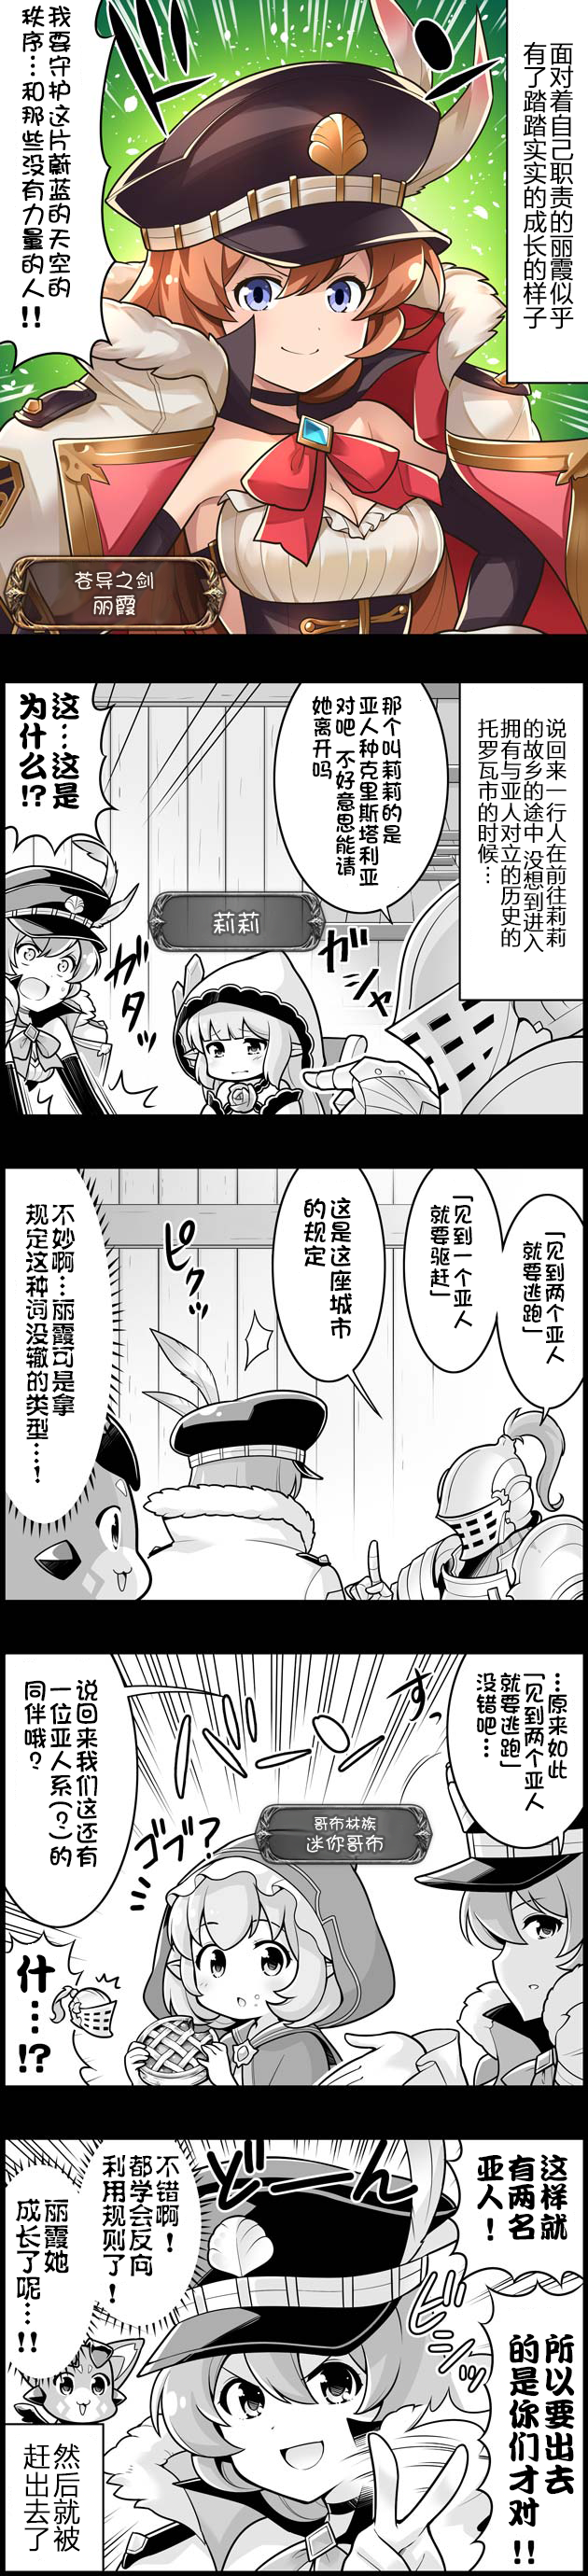 面对着自己职责的丽霞似乎
有了踏踏实实的成长的样子
ドン
我要守护这片蔚蓝的天空的
秩序…和那些没有力量的人!!
苍异之剑
丽霞
说回来一行人在前往莉莉
的故乡的途中 没想到进入
拥有与亚人对立的历史的
托罗瓦市的时候…
那个叫莉莉的是
亚人种克里斯塔利亚
对吧 不好意思能请
她离开吗
ガシャ
莉莉
ガタッ
这…这是
为什么!?
「见到两个亚人
就要逃跑」
「见到一个亚人
就要驱赶」
这是这座城市
的规定
ピクッ
不妙啊…丽霞可是拿
规定这种词没辙的类型…!
…原来如此
「见到两个亚人
就要逃跑」
没错吧…
すっ
バーーン
说回来我们这还有
一位亚人系(?)的
同伴哦?
哥布林族
迷你哥布
ゴブ?
什…!?
这样就
有两名
亚人!
どーん
所以要出去
的是你们才对!!
ビシッ
不错啊!
都学会反向
利用规则了!
丽霞她
成长了呢…!!
然后就被
赶出去了